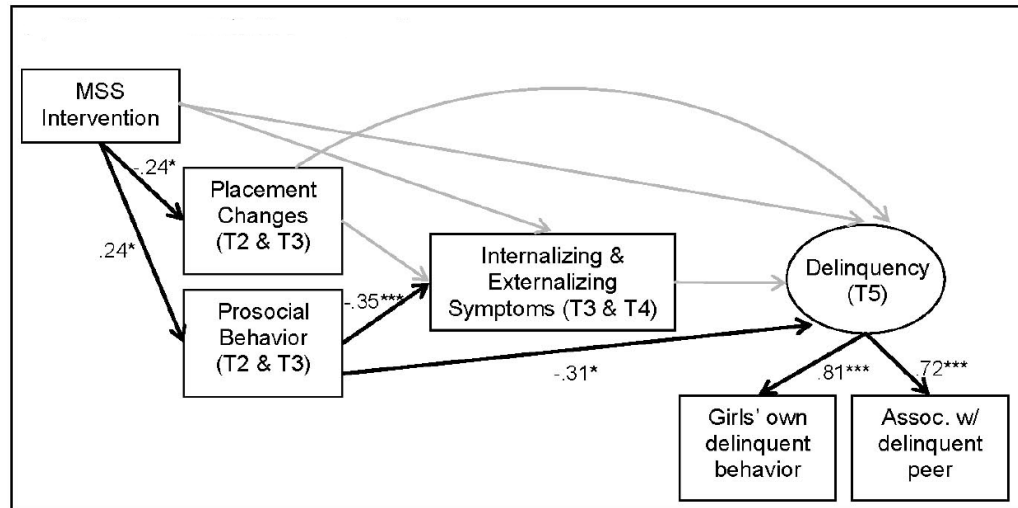 MSS
Intervention
-.24*
Placement
Changes
(T2 & T3)
.24*
Internalizing &
Externalizing
Symptoms (T3 & T4)
Delinquency
(T5)
-.35***
Prosocial
Behavior
(T2 & T3)
-.31*
.81***
.72***
Girls' own
delinquent
behavior
Assoc. w/
delinquent
peer